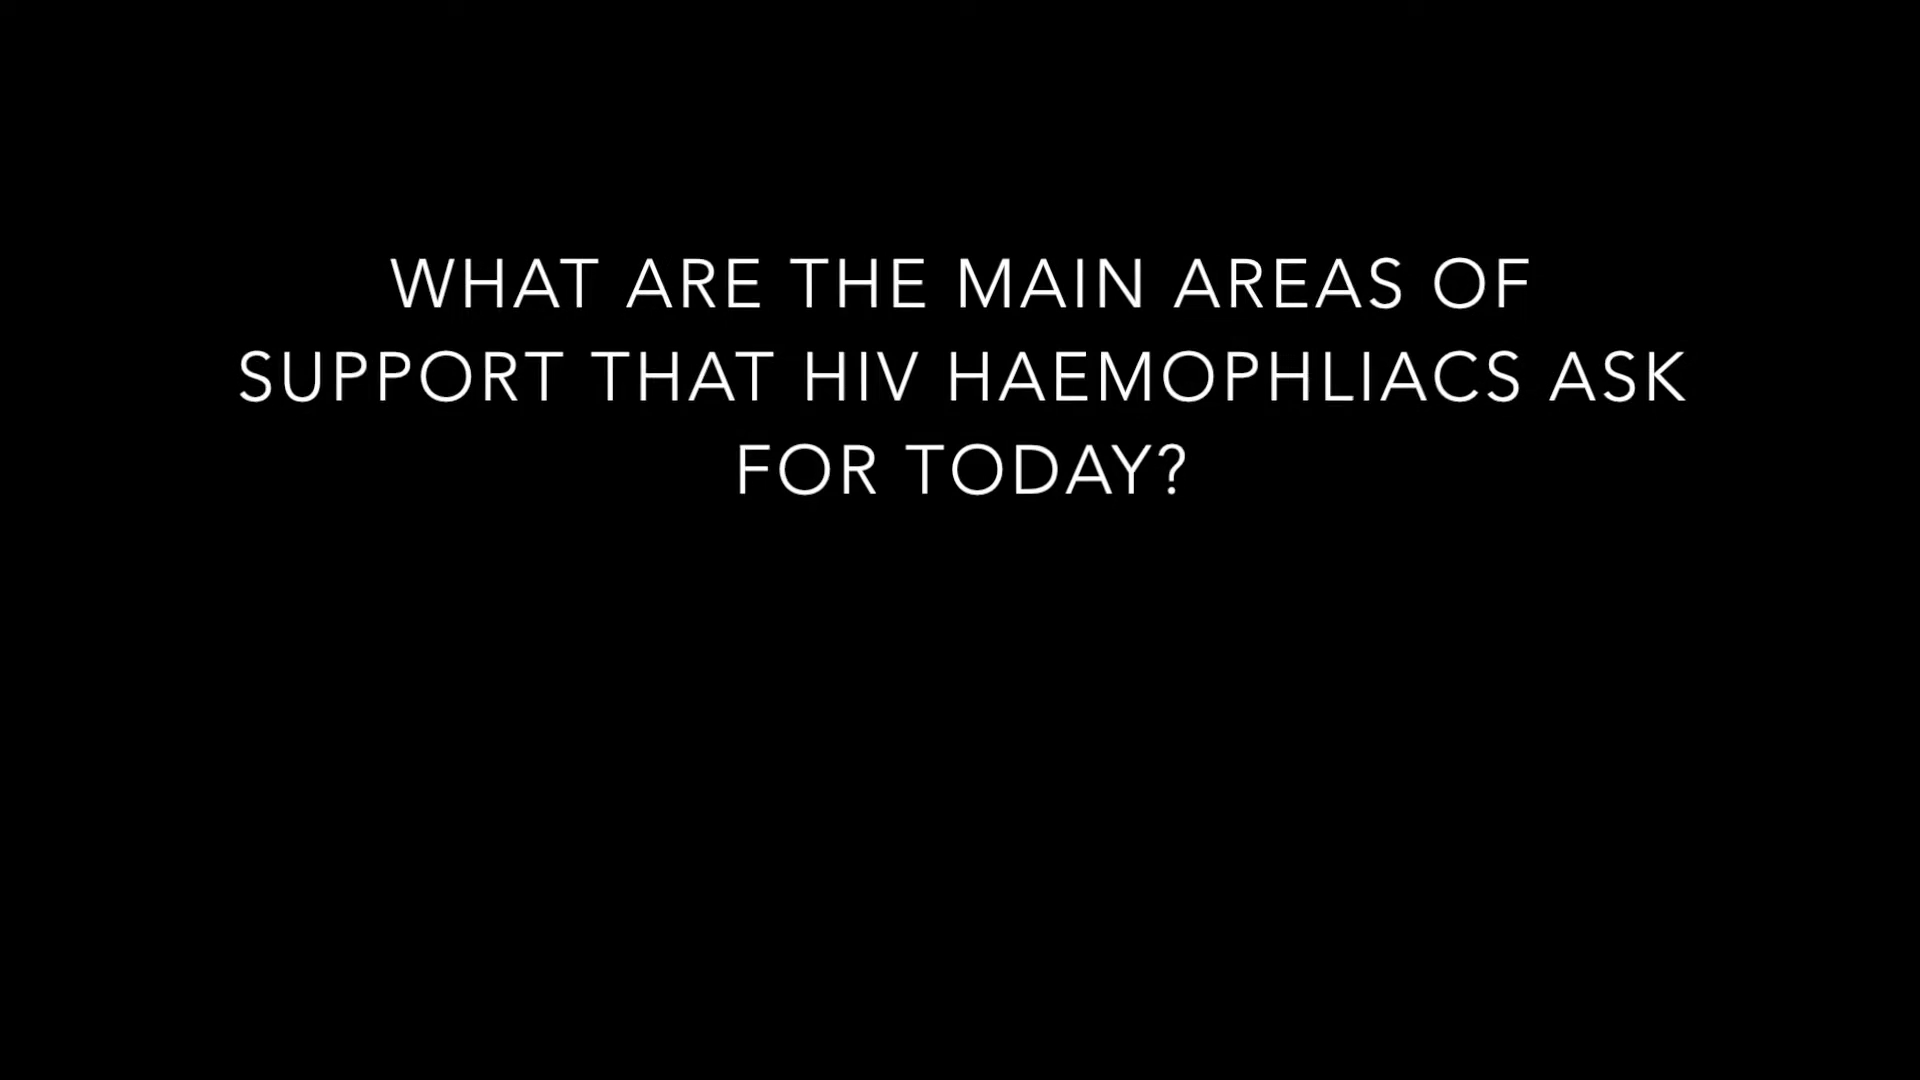 WHAT ARE THE MAIN AREAS OF
SUPPORT THAT HIV HAEMOPHLIACS ASK
FOR TODAY?